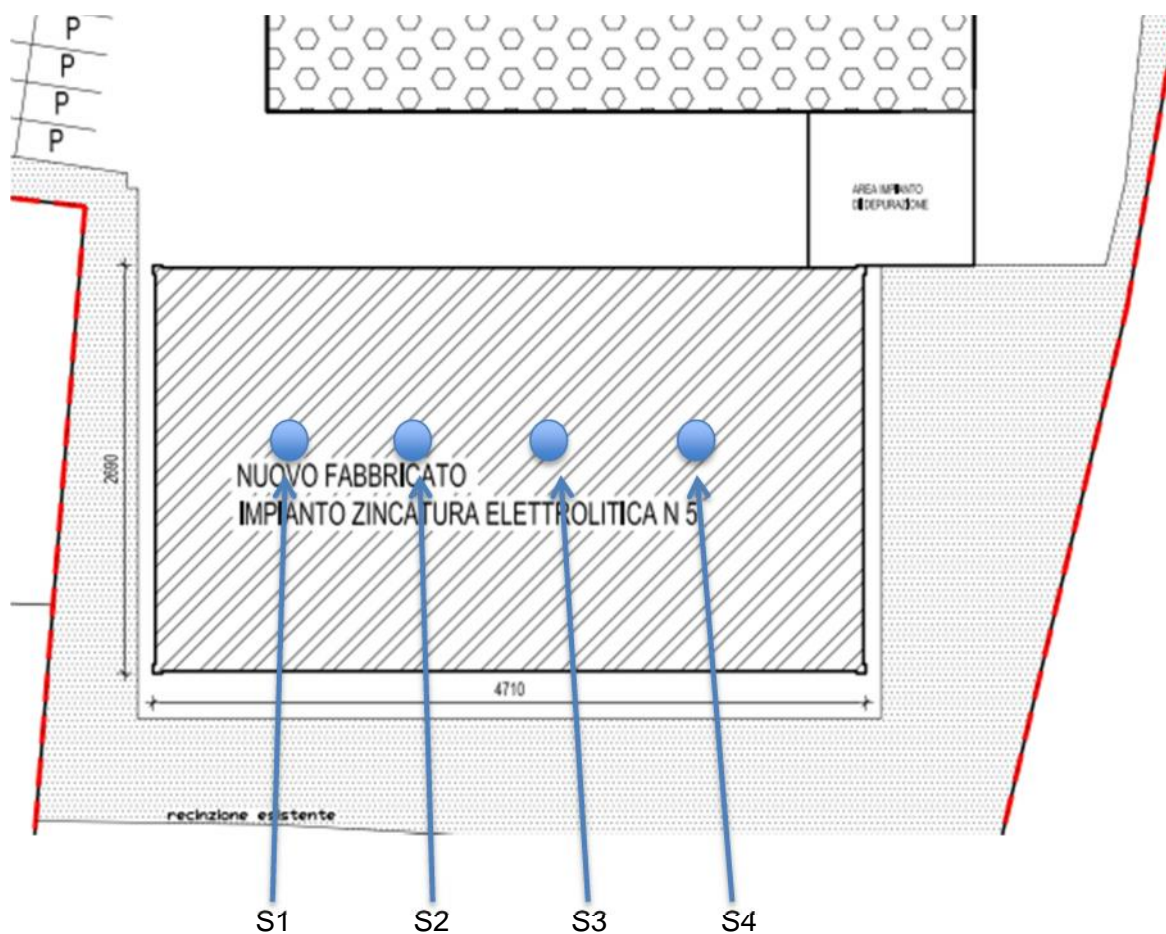 P
P
P
P
AREA IMPIANTO
DI DEPURAZIONE
2690
NUOVO FABBRICATO
IMPIANTO ZINCATURA ELETTROLITICA N 5
4710
recinzione esistente
S1 S2 S3 S4